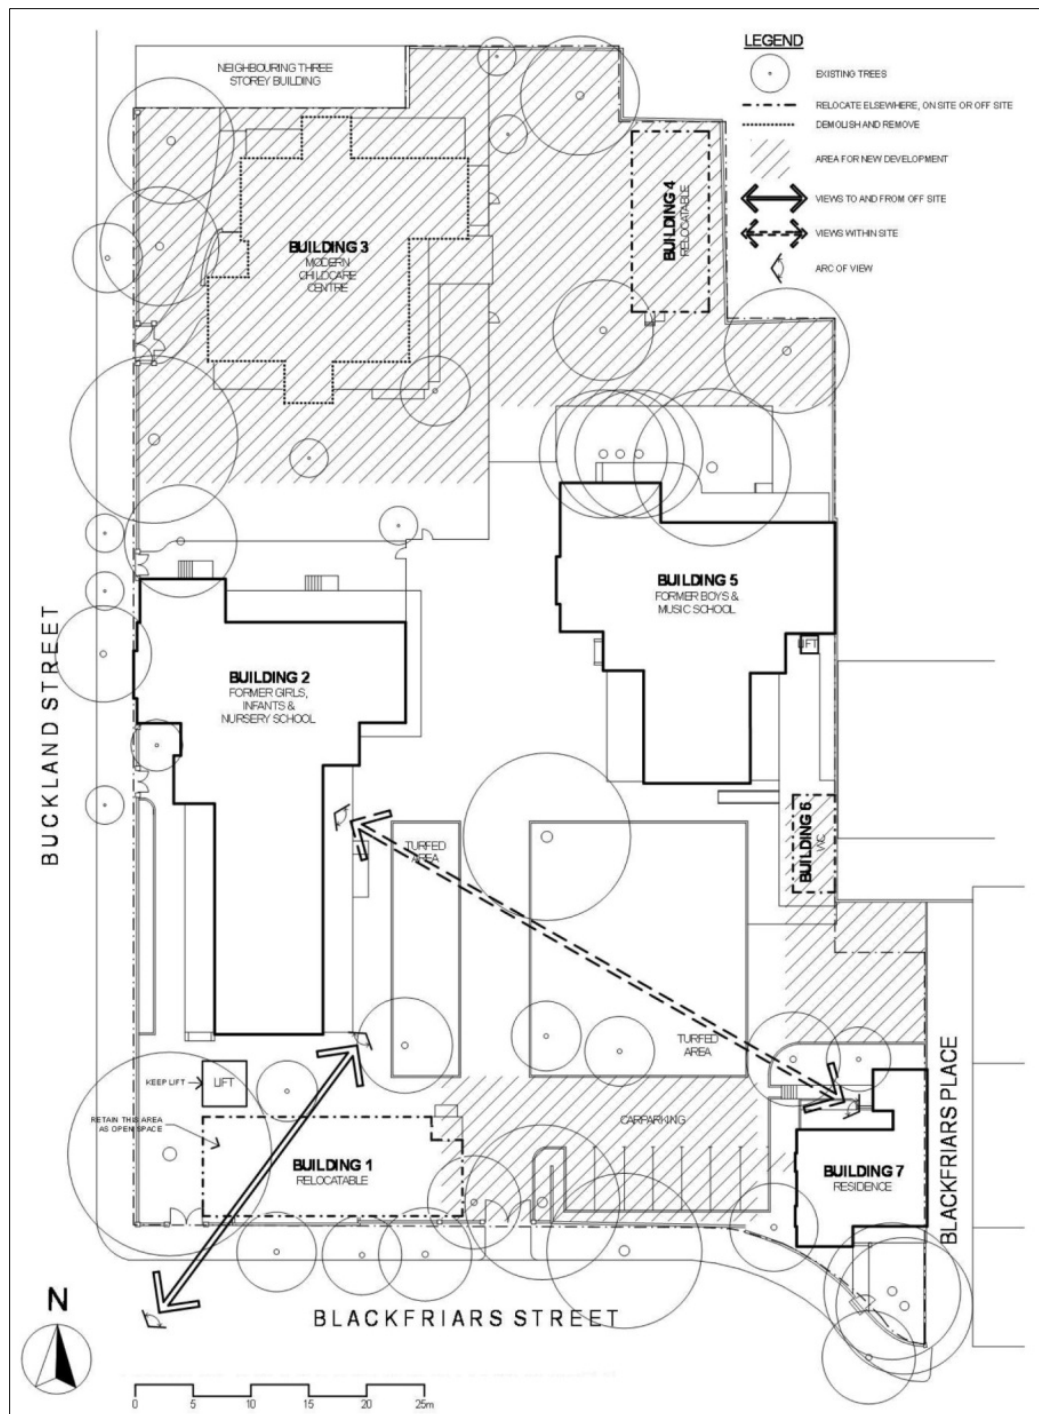 LEGEND
EXISTING TREES
RELOCATE ELSEWHERE, ON SITE OR OFF SITE
DEMOLISH AND REMOVE
AREA FOR NEW DEVELOPMENT
VIEWS TO AND FROM OFF SITE
VIEWS WITHIN SITE
ARC OF VIEW
NEIGHBOURING THREE
STOREY BUILDING
BUILDING 3
MODERN
CHILDCARE
CENTRE
BUILDING 4
RELOCATABLE
BUILDING 5
FORMER BOYS &
MUSIC SCHOOL
LIFT
BUILDING 2
FORMER GIRLS,
INFANTS &
NURSERY SCHOOL
BUCKLAND STREET
BUILDING 6
WC
TURFED
AREA
TURFED
AREA
KEEP LIFT
LIFT
RETAIN THIS AREA
AS OPEN SPACE
CARPARKING
BUILDING 1
RELOCATABLE
BUILDING 7
RESIDENCE
BLACKFRIARS PLACE
BLACKFRIARS STREET
N
0 5 10 15 20 25m